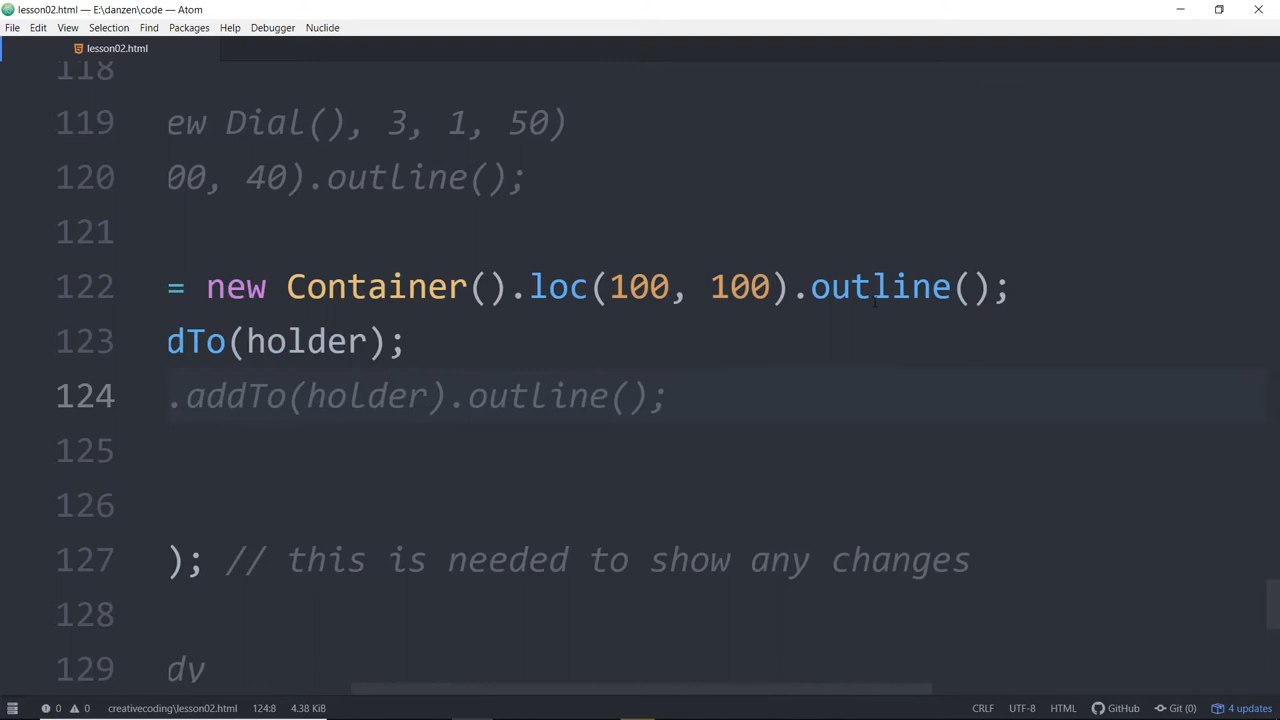 lesson02.html — E:\danzen\code — Atom
File Edit View Selection Find Packages Help Debugger Nuclide
lesson02.html
118
119 ew Dial(), 3, 1, 50)
120 00, 40).outline();
121
122 = new Container().loc(100, 100).outline();
123 dTo(holder);
124 .addTo(holder).outline();
125
126
127 ); // this is needed to show any changes
128
129 dy
0 0 creativecoding\lesson02.html 124:8 4.38 KiB CRLF UTF-8 HTML GitHub Git (0) 4 updates